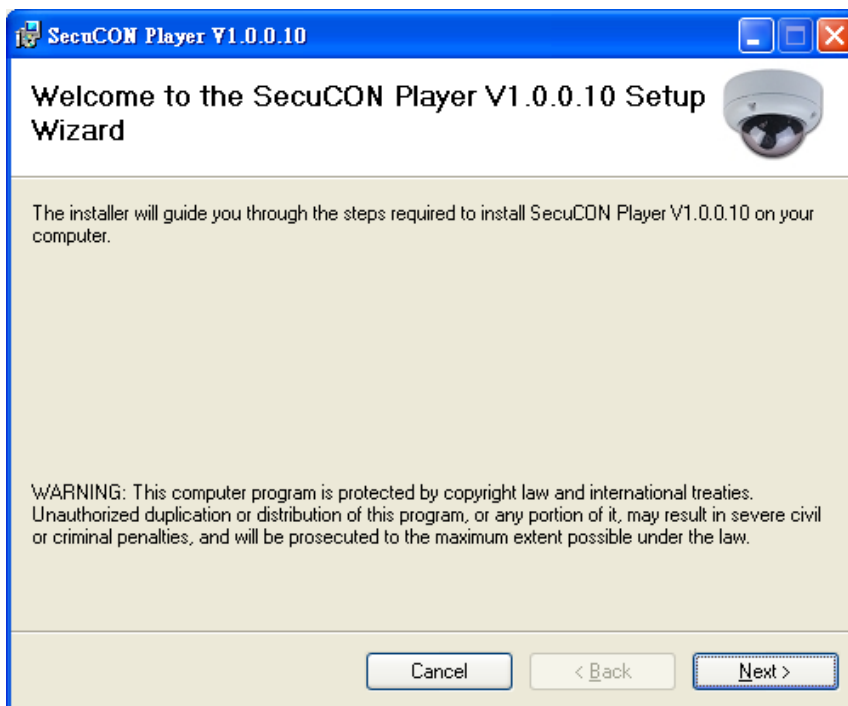 SecuCON Player V1.0.0.10
Welcome to the SecuCON Player V1.0.0.10 Setup
Wizard
The installer will guide you through the steps required to install SecuCON Player V1.0.0.10 on your
computer.
WARNING: This computer program is protected by copyright law and international treaties.
Unauthorized duplication or distribution of this program, or any portion of it, may result in severe civil
or criminal penalties, and will be prosecuted to the maximum extent possible under the law.
Cancel
< Back
Next >